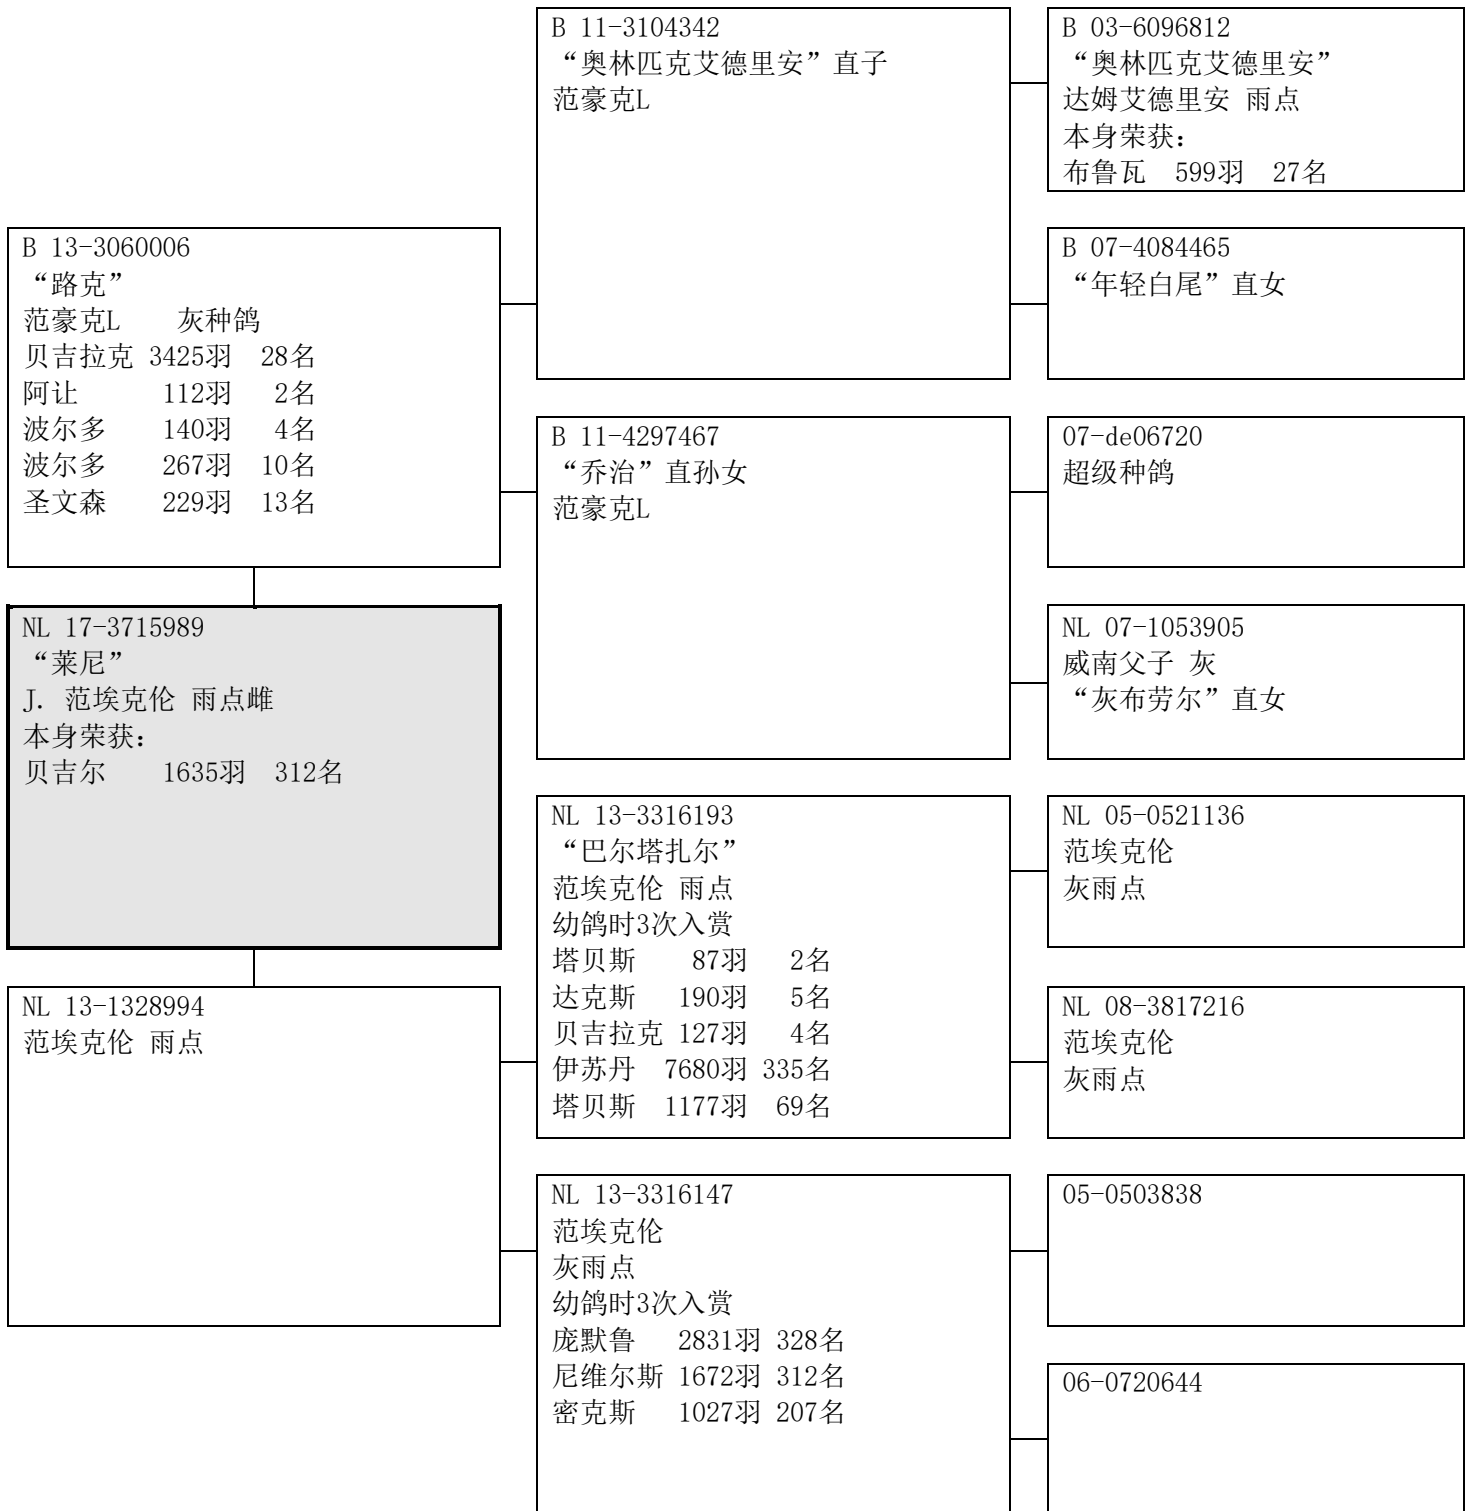 B 11-3104342
“奥林匹克艾德里安”直子
范豪克L
B 03-6096812
“奥林匹克艾德里安”
达姆艾德里安 雨点
本身荣获：
布鲁瓦 599羽 27名
B 13-3060006
“路克”
范豪克L 灰种鸽
贝吉拉克 3425羽 28名
阿让 112羽 2名
波尔多 140羽 4名
波尔多 267羽 10名
圣文森 229羽 13名
B 07-4084465
“年轻白尾”直女
B 11-4297467
“乔治”直孙女
范豪克L
07-de06720
超级种鸽
NL 17-3715989
“莱尼”
J. 范埃克伦 雨点雌
本身荣获：
贝吉尔 1635羽 312名
NL 07-1053905
威南父子 灰
“灰布劳尔”直女
NL 13-3316193
“巴尔塔扎尔”
范埃克伦 雨点
幼鸽时3次入赏
塔贝斯 87羽 2名
达克斯 190羽 5名
贝吉拉克 127羽 4名
伊苏丹 7680羽 335名
塔贝斯 1177羽 69名
NL 05-0521136
范埃克伦
灰雨点
NL 13-1328994
范埃克伦 雨点
NL 08-3817216
范埃克伦
灰雨点
NL 13-3316147
范埃克伦
灰雨点
幼鸽时3次入赏
庞默鲁 2831羽 328名
尼维尔斯 1672羽 312名
密克斯 1027羽 207名
05-0503838
06-0720644